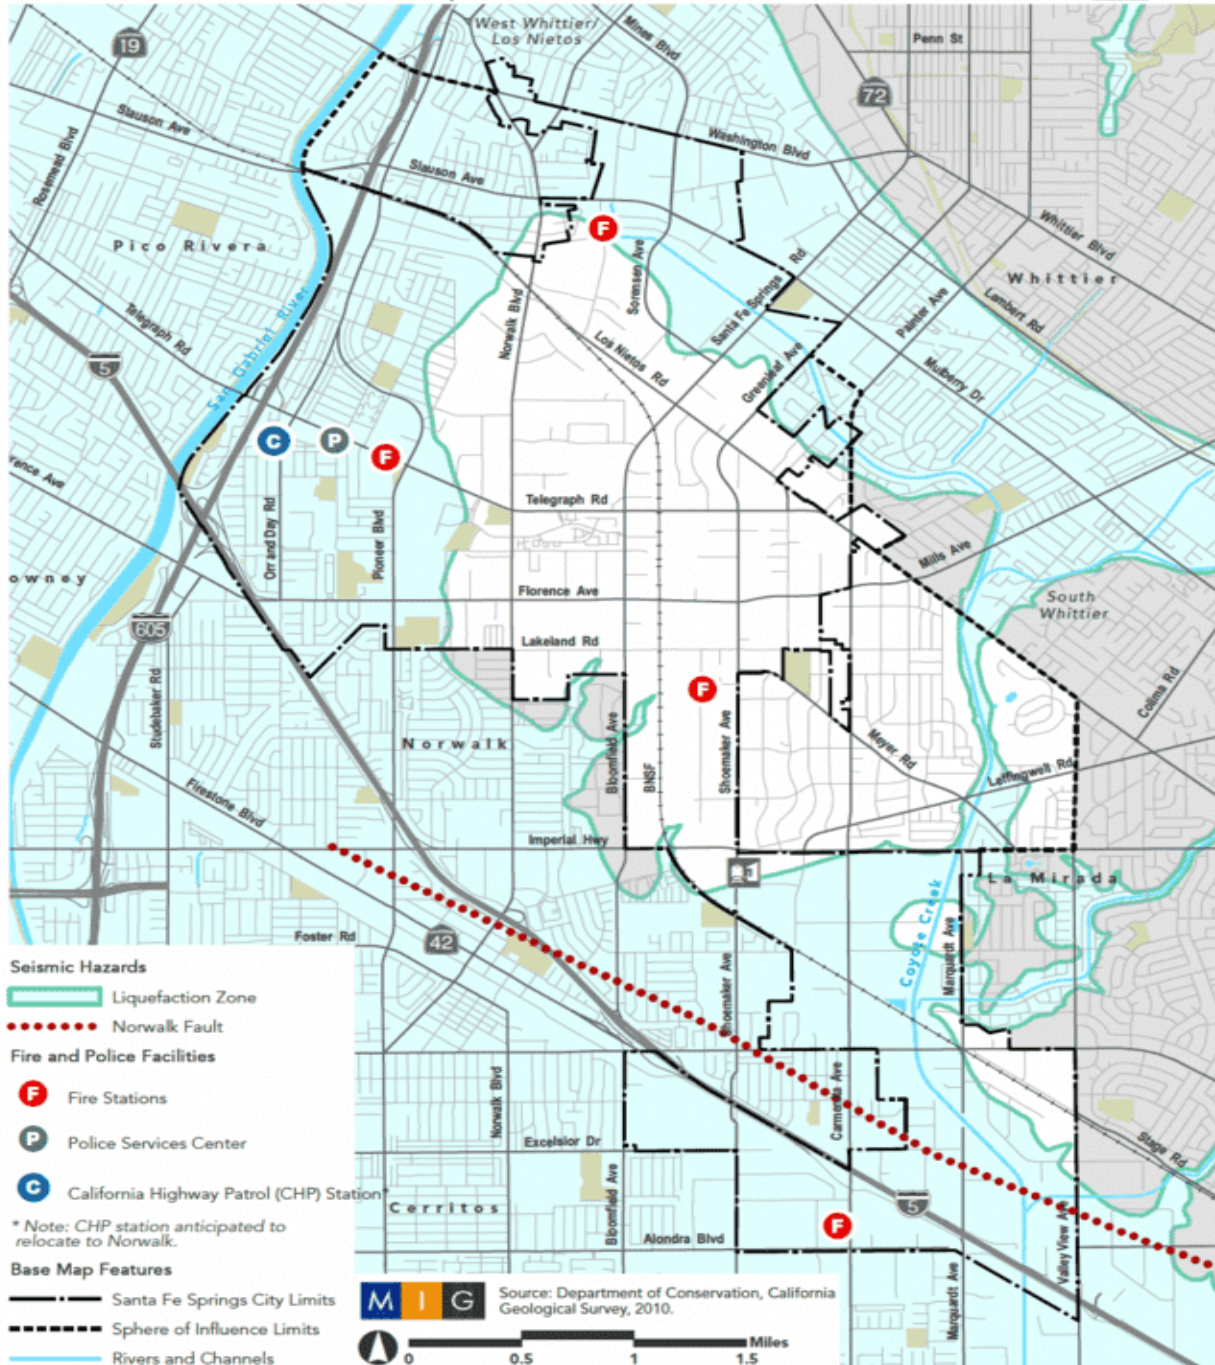 West Whittier/
Los Nietos
Mines Blvd
Penn St
19
72
Slauson Ave
Rosemead Blvd
Washington Blvd
Slauson Ave
Whittier Blvd
Pico Rivera
Whittier
Sorensen Ave
F
Santa Fe Springs Rd
Painter Ave
Lambert Rd
San Gabriel River
Telegraph Rd
Norwalk Blvd
Los Nietos Rd
Greenleaf Ave
Mulberry Dr
5
C
P
F
rence Ave
Telegraph Rd
Orr and Day Rd
Pioneer Blvd
Mills Ave
owney
Florence Ave
South
Whittier
605
Lakeland Rd
Studebaker Rd
F
Colima Rd
Norwalk
Bloomfield Ave
BNSF
Shoemaker Ave
Meyer Rd
Leffingwell Rd
Firestone Blvd
Imperial Hwy
La Mirada
Coyote Creek
Marquardt Ave
Foster Rd
42
Shoemaker Ave
Norwalk Blvd
Carmenita Ave
Excelsior Dr
Stage Rd
Bloomfield Ave
Cerritos
5
F
Alondra Blvd
Valley View Ave
Marquardt Ave
Seismic Hazards
Liquefaction Zone
Norwalk Fault
Fire and Police Facilities
F Fire Stations
P Police Services Center
C California Highway Patrol (CHP) Station*
* Note: CHP station anticipated to
relocate to Norwalk.
Base Map Features
Santa Fe Springs City Limits
Sphere of Influence Limits
Rivers and Channels
MIG
Source: Department of Conservation, California
Geological Survey, 2010.
0 0.5 1 1.5 Miles